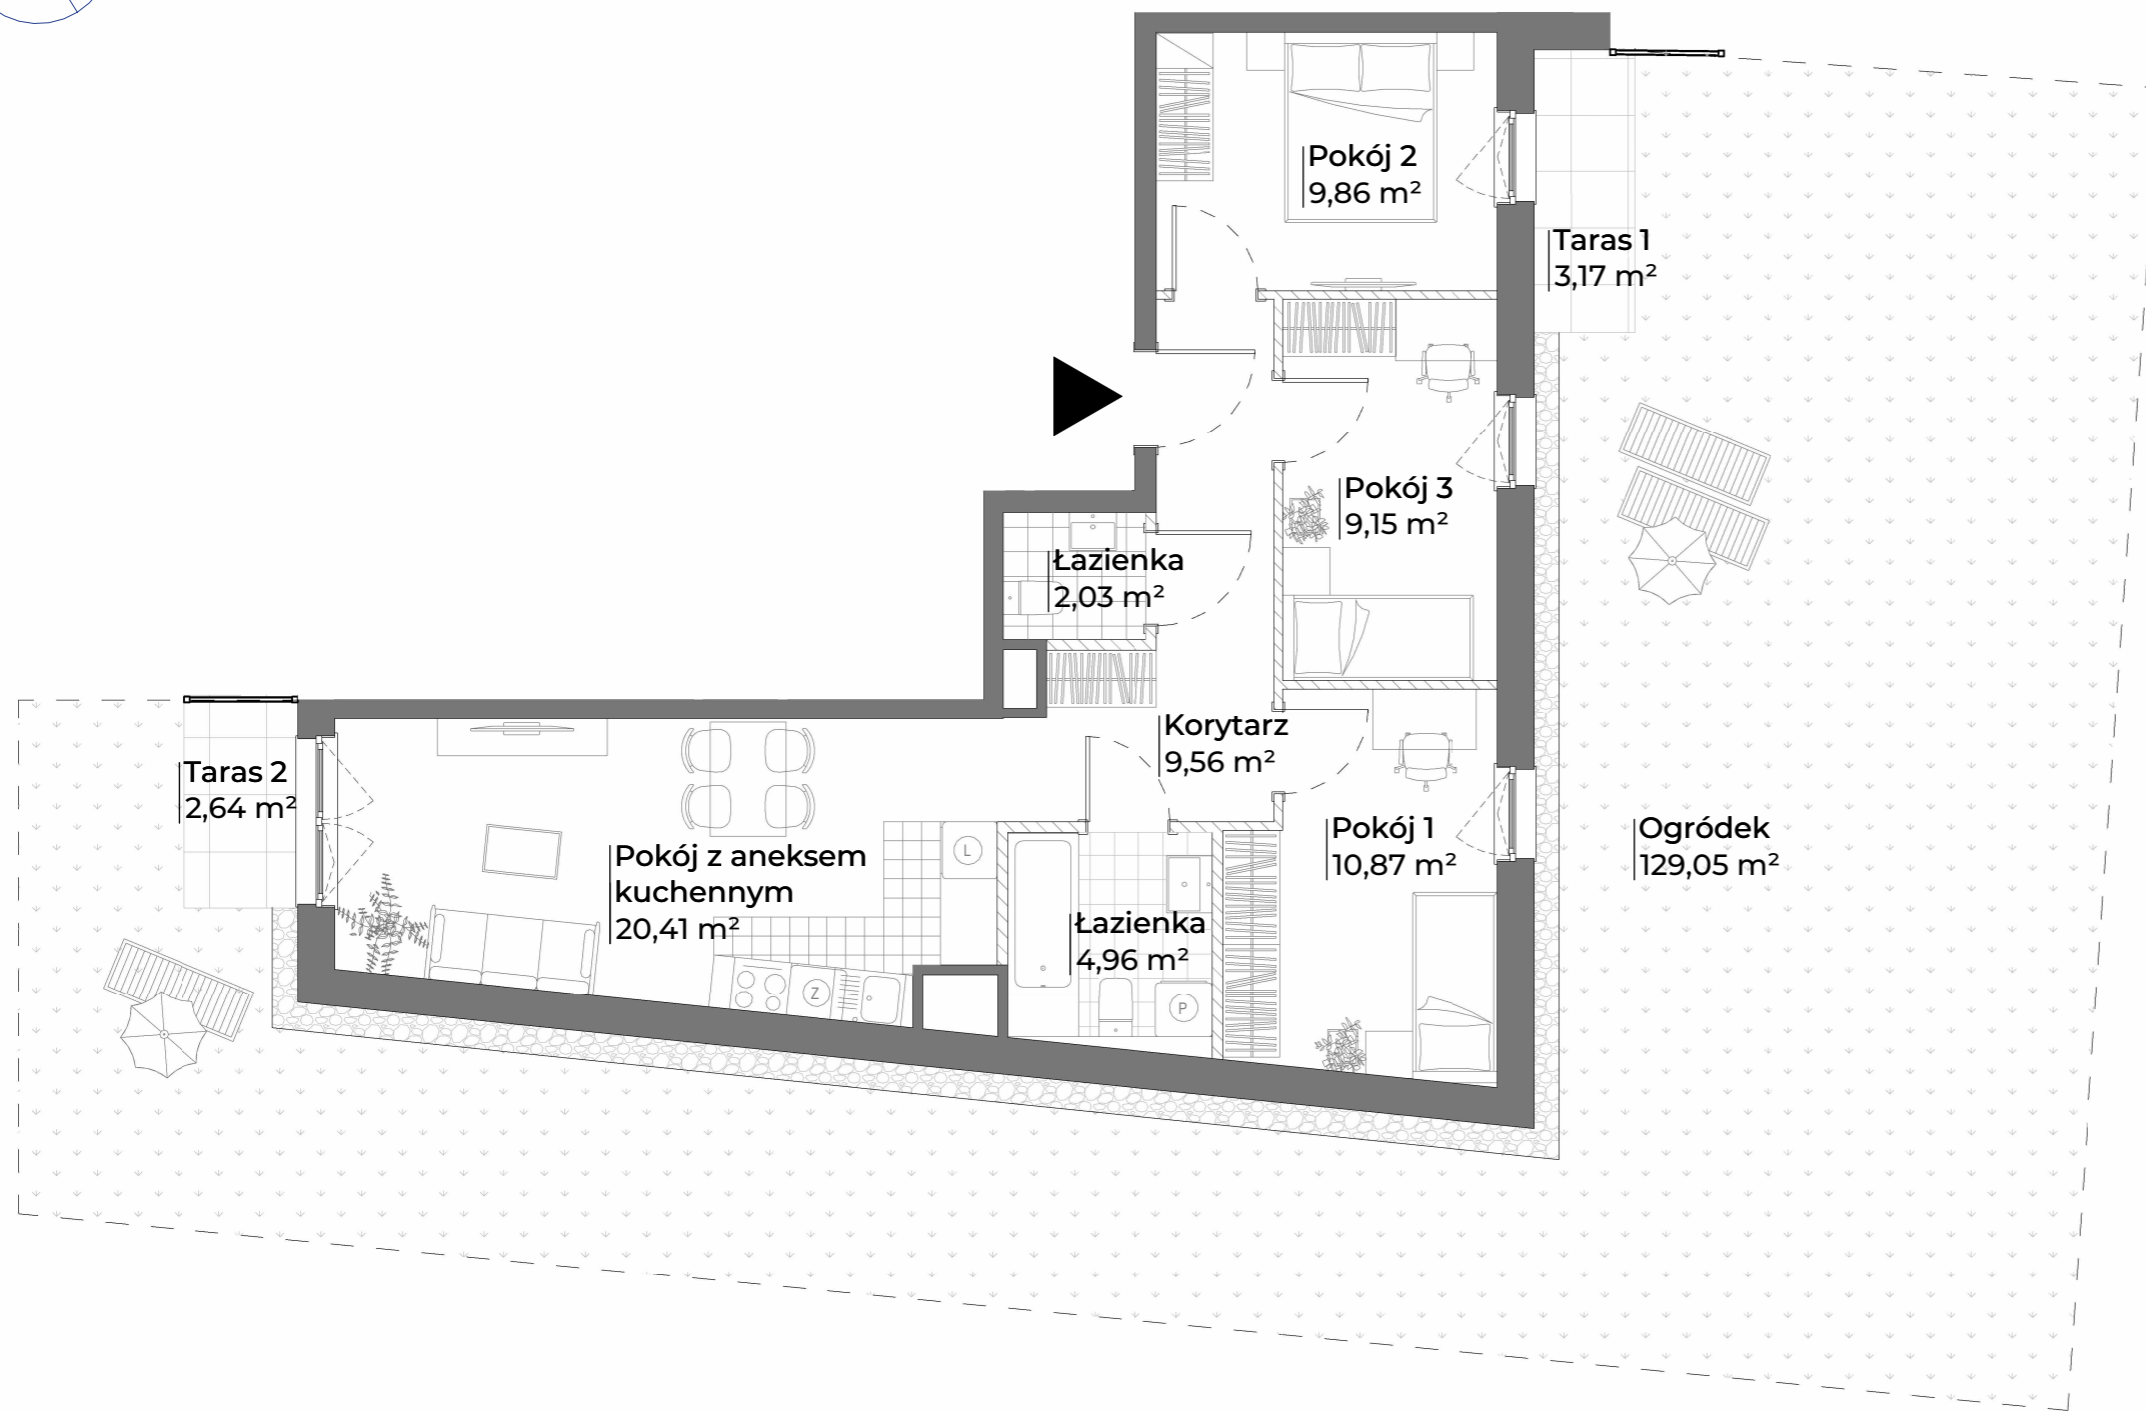 Pokój 2
9,86 m²
Taras 1
3,17 m²
Pokój 3
9,15 m²
Łazienka
2,03 m²
Korytarz
9,56 m²
Taras 2
2,64 m²
Pokój z aneksem
kuchennym
20,41 m²
L
Z
Łazienka
4,96 m²
P
Pokój 1
10,87 m²
Ogródek
129,05 m²